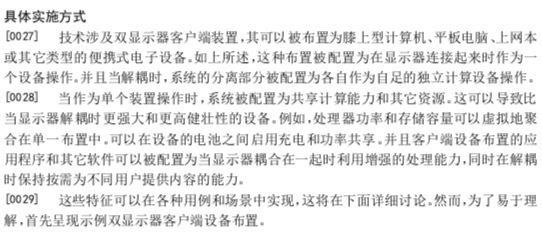 具体实施方式
[0027] 技术涉及双显示器客户端装置,其可以被布置为膝上型计算机、平板电脑、上网本
或其它类型的便携式电子设备。如上所述,这种布置被配置为在显示器连接起来时作为一
个设备操作。并且当解耦时,系统的分离部分被配置为各自作为自足的独立计算设备操作。
[0028] 当作为单个装置操作时,系统被配置为共享计算能力和其它资源。这可以导致比
当显示器解耦时更强大和更高健壮性的设备。例如,处理器功率和存储容量可以虚拟地聚
合在单一布置中。可以在设备的电池之间启用充电和功率共享。并且客户端设备布置的应
用程序和其它软件可以被配置为当显示器耦合在一起时利用增强的处理能力,同时在解耦
时保持按需为不同用户提供内容的能力。
[0029] 这些特征可以在各种用例和场景中实现,这将在下面详细讨论。然而,为了易于理
解,首先呈现示例双显示器客户端设备布置。